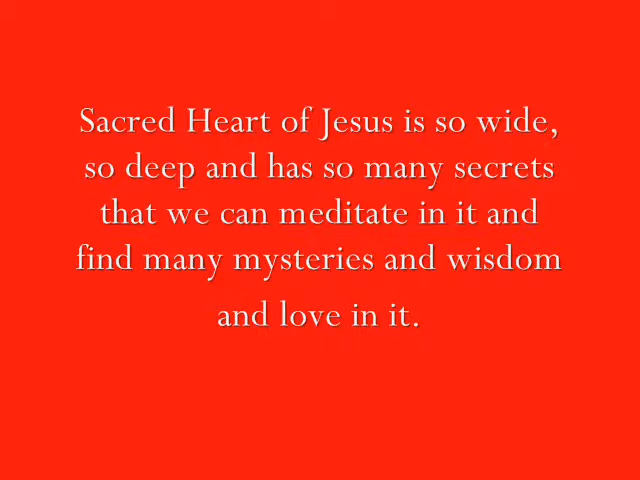 Sacred Heart of Jesus is so wide,
so deep and has so many secrets
that we can meditate in it and
find many mysteries and wisdom
and love in it.